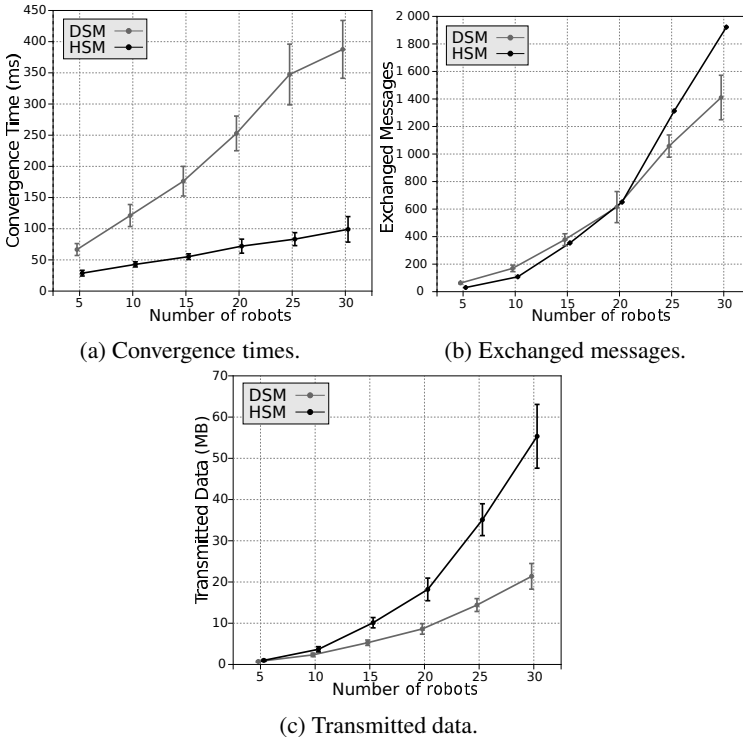 450
400
350
300
250
200
150
100
50
0
Convergence Time (ms)
DSM
HSM
5 10 15 20 25 30
Number of robots
(a) Convergence times.
2 000
1 800
1 600
1 400
1 200
1 000
800
600
400
200
0
Exchanged Messages
DSM
HSM
5 10 15 20 25 30
Number of robots
(b) Exchanged messages.
70
60
50
40
30
20
10
0
Transmitted Data (MB)
DSM
HSM
5 10 15 20 25 30
Number of robots
(c) Transmitted data.